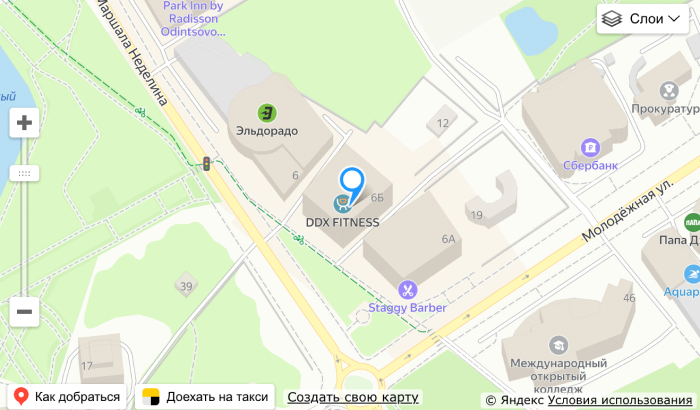 Park Inn by
Radisson
Odintsovo...
Слои
Маршала Неделина
ный
Эльдорадо
6
12
Прокуратур
Сбербанк
6Б
DDX FITNESS
19
6А
Молодёжная ул.
Папа Д
Aquap
39
Staggy Barber
46
Международный
открытый
колледж
17
Как добраться
Доехать на такси
Создать свою карту
© Яндекс Условия использования